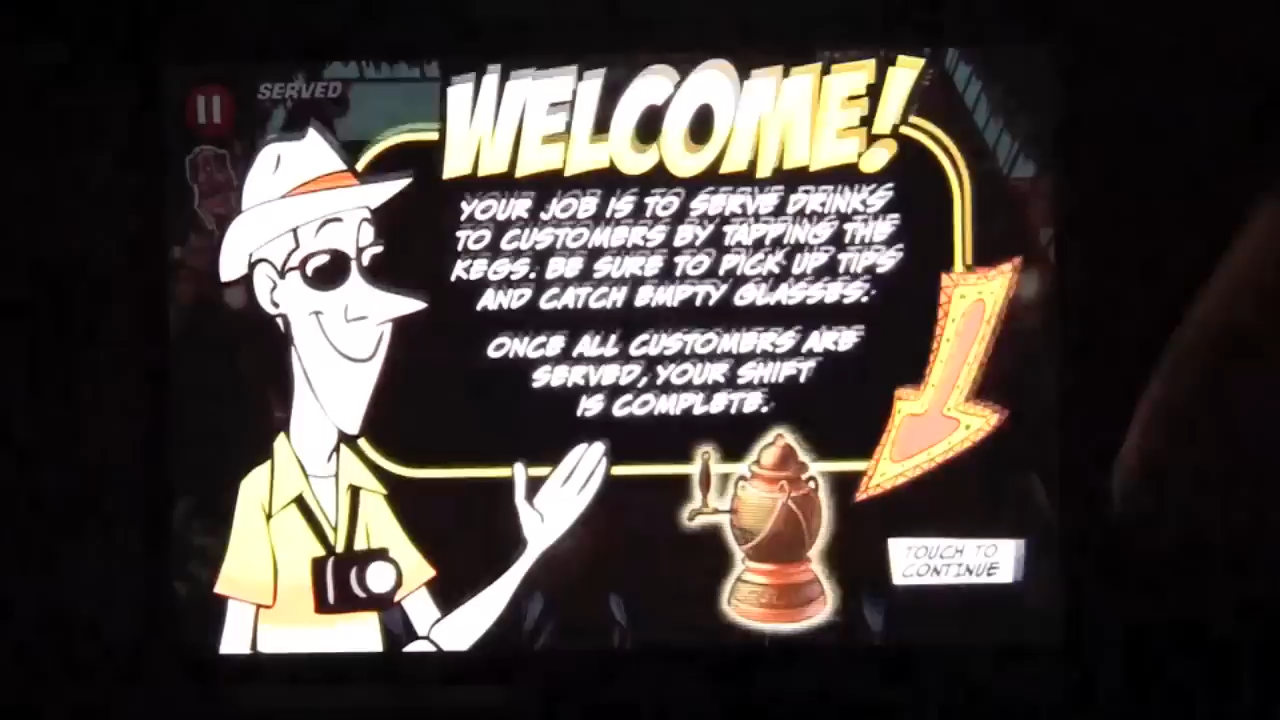 SERVED
WELCOME!
YOUR JOB IS TO SERVE DRINKS
TO CUSTOMERS BY TAPPING THE
KEGS. BE SURE TO PICK UP TIPS
AND CATCH EMPTY GLASSES.
ONCE ALL CUSTOMERS ARE
SERVED, YOUR SHIFT
IS COMPLETE.
TOUCH TO
CONTINUE